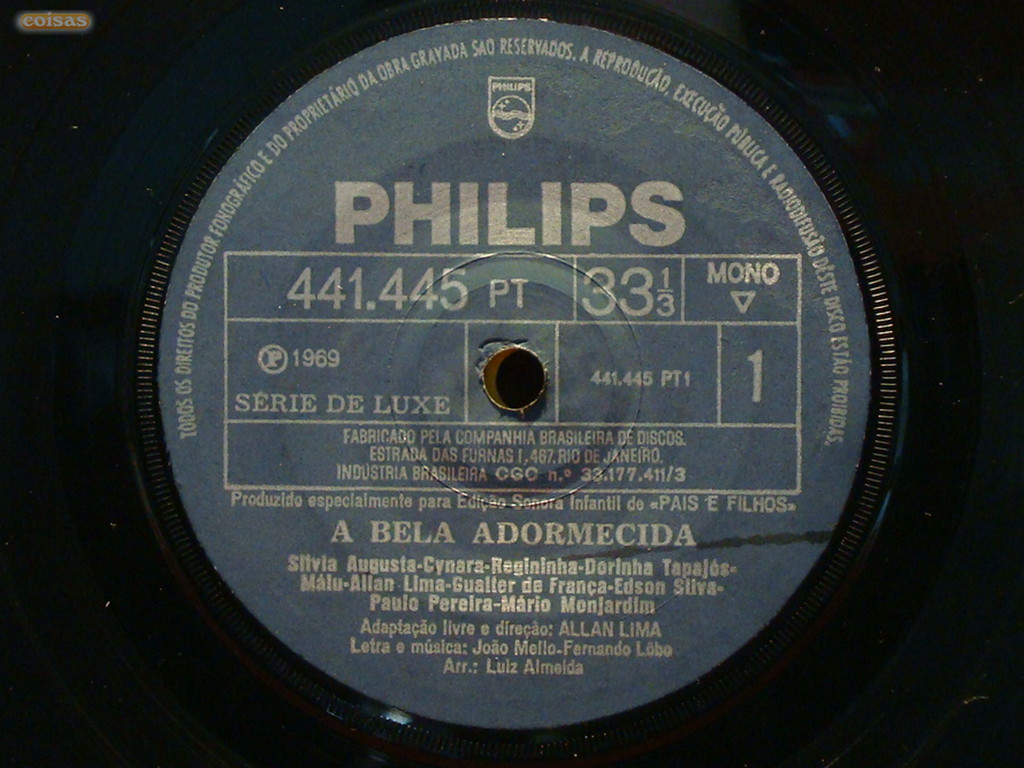 coisas
TODOS OS DIREITOS DO PRODUTOR FONOGRÁFICO E DO PROPRIETÁRIO DA OBRA GRAVADA SAO RESERVADOS. A REPRODUÇÃO, EXECUÇÃO PÚBLICA E RADIODIFUSÃO DÊSTE DISCO ESTÃO PROIBIDAS.
PHILIPS
PHILIPS
441.445 PT 33 1/3 MONO
℗ 1969 441.445 PT1 1
SÉRIE DE LUXE
FABRICADO PELA COMPANHIA BRASILEIRA DE DISCOS.
ESTRADA DAS FURNAS 1.467. RIO DE JANEIRO.
INDUSTRIA BRASILEIRA CGC n.º 33.177.411/3
Produzido especialmente para Edição Sonora Infantil de «PAIS E FILHOS»
A BELA ADORMECIDA
Silvia Augusta-Cynara-Regininha-Dorinha Tapajós-
Málu-Allan Lima-Gualter de França-Edson Silva-
Paulo Pereira-Mário Monjardim
Adaptação livre e direção: ALLAN LIMA
Letra e música: João Mello-Fernando Lôbo
Arr.: Luiz Almeida